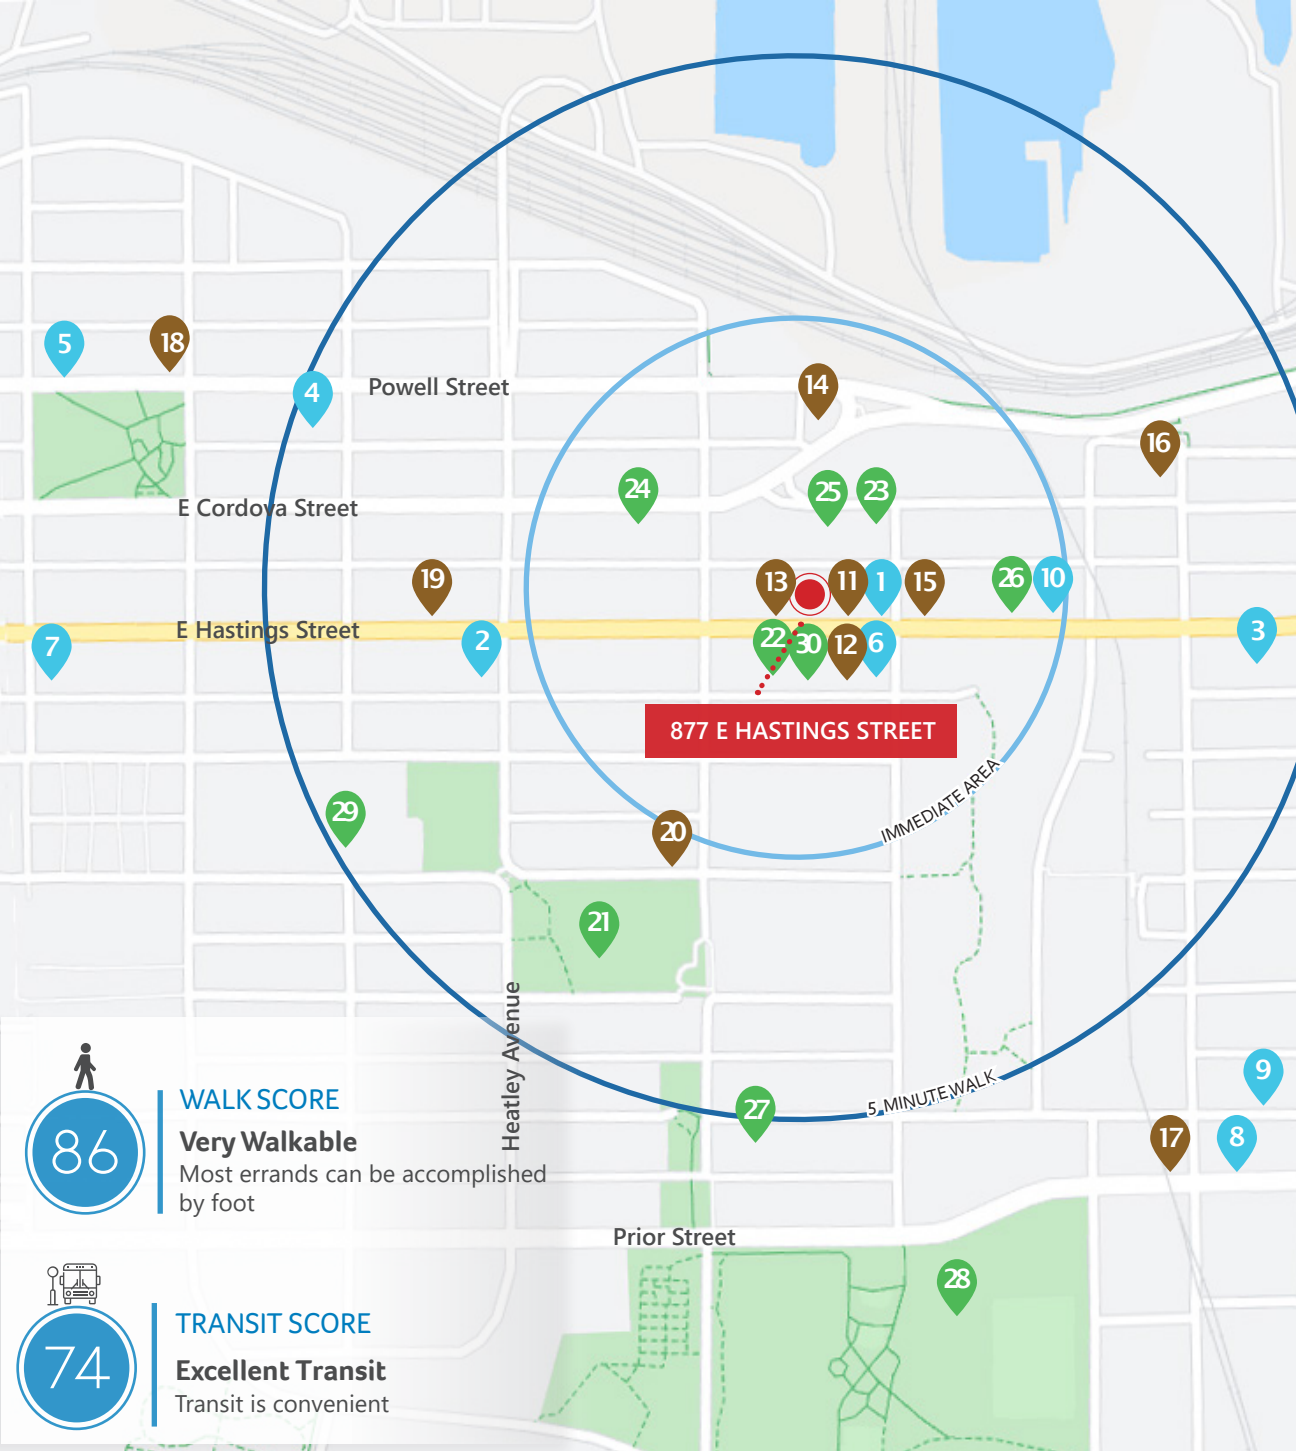 5
18
4
Powell Street
14
16
24
25
23
E Cordova Street
19
13
11
1
15
26
10
E Hastings Street
7
2
22
30
12
6
3
877 E HASTINGS STREET
IMMEDIATE AREA
29
20
21
Heatley Avenue
5 MINUTE WALK
27
9
17
8
Prior Street
28
WALK SCORE
86
Very Walkable
Most errands can be accomplished
by foot
TRANSIT SCORE
74
Excellent Transit
Transit is convenient